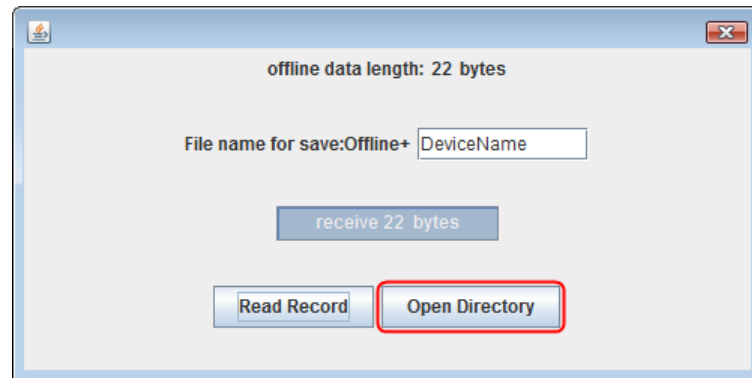 offline data length: 22 bytes
File name for save:Offline+ DeviceName
receive 22 bytes
Read Record Open Directory